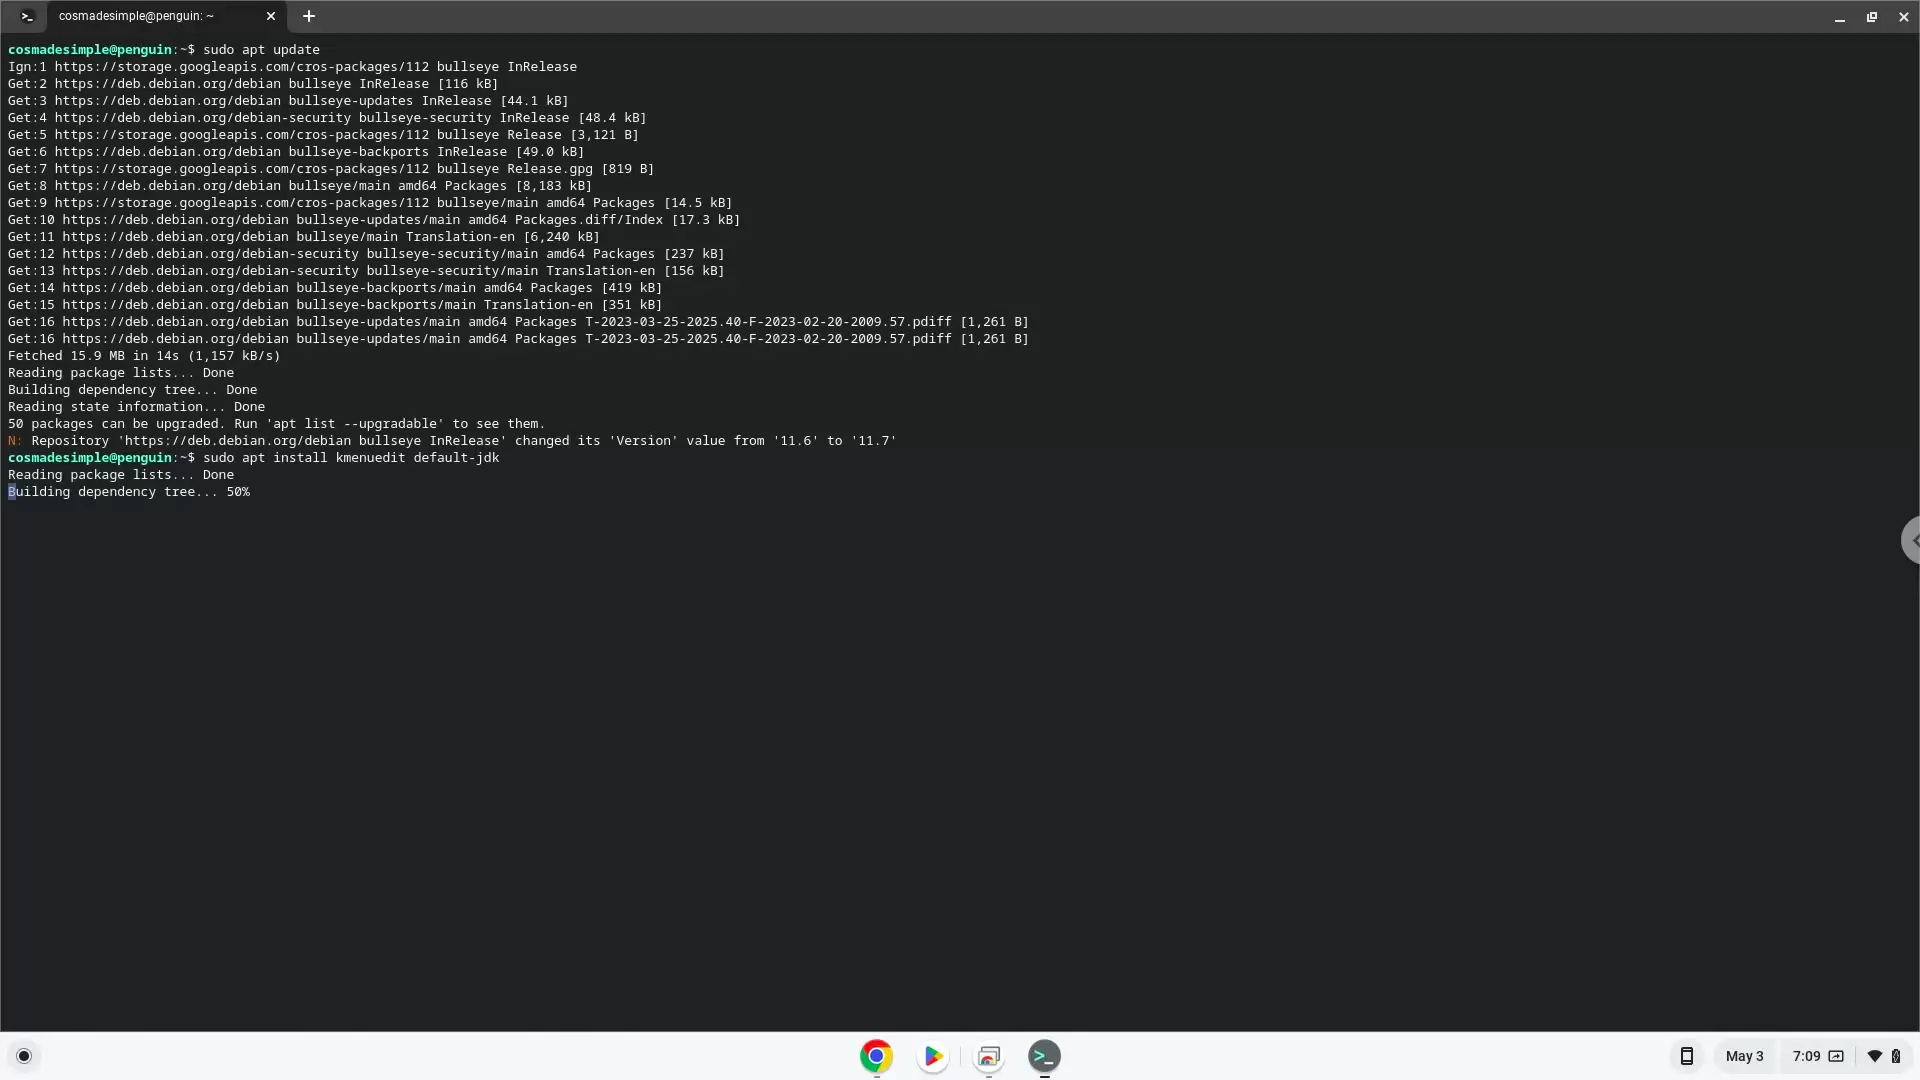 cosmadesimple@penguin: ~
cosmadesimple@penguin:~$ sudo apt update
Ign:1 https://storage.googleapis.com/cros-packages/112 bullseye InRelease
Get:2 https://deb.debian.org/debian bullseye InRelease [116 kB]
Get:3 https://deb.debian.org/debian bullseye-updates InRelease [44.1 kB]
Get:4 https://deb.debian.org/debian-security bullseye-security InRelease [48.4 kB]
Get:5 https://storage.googleapis.com/cros-packages/112 bullseye Release [3,121 B]
Get:6 https://deb.debian.org/debian bullseye-backports InRelease [49.0 kB]
Get:7 https://storage.googleapis.com/cros-packages/112 bullseye Release.gpg [819 B]
Get:8 https://deb.debian.org/debian bullseye/main amd64 Packages [8,183 kB]
Get:9 https://storage.googleapis.com/cros-packages/112 bullseye/main amd64 Packages [14.5 kB]
Get:10 https://deb.debian.org/debian bullseye-updates/main amd64 Packages.diff/Index [17.3 kB]
Get:11 https://deb.debian.org/debian bullseye/main Translation-en [6,240 kB]
Get:12 https://deb.debian.org/debian-security bullseye-security/main amd64 Packages [237 kB]
Get:13 https://deb.debian.org/debian-security bullseye-security/main Translation-en [156 kB]
Get:14 https://deb.debian.org/debian bullseye-backports/main amd64 Packages [419 kB]
Get:15 https://deb.debian.org/debian bullseye-backports/main Translation-en [351 kB]
Get:16 https://deb.debian.org/debian bullseye-updates/main amd64 Packages T-2023-03-25-2025.40-F-2023-02-20-2009.57.pdiff [1,261 B]
Get:16 https://deb.debian.org/debian bullseye-updates/main amd64 Packages T-2023-03-25-2025.40-F-2023-02-20-2009.57.pdiff [1,261 B]
Fetched 15.9 MB in 14s (1,157 kB/s)
Reading package lists... Done
Building dependency tree... Done
Reading state information... Done
50 packages can be upgraded. Run 'apt list --upgradable' to see them.
N: Repository 'https://deb.debian.org/debian bullseye InRelease' changed its 'Version' value from '11.6' to '11.7'
cosmadesimple@penguin:~$ sudo apt install kmenuedit default-jdk
Reading package lists... Done
Building dependency tree... 50%
May 3
7:09